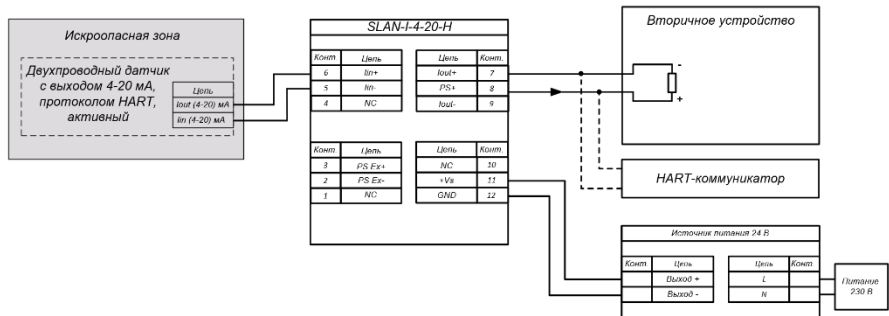 Искроопасная зона
Двухпроводный датчик
с выходом 4-20 мА,
протоколом HART,
активный
Цепь
Iout (4-20) мА
Iin (4-20) мА
SLAN-I-4-20-H
Конт Цепь Цепь Конт.
6 Iin+ Iout+ 7
5 Iin- PS+ 8
4 NC Iout- 9
Конт Цепь Цепь Конт.
3 PS Ex+ NC 10
2 PS Ex- +Vs 11
1 NC GND 12
Вторичное устройство
-
+
HART-коммуникатор
Источник питания 24 В
Конт Цепь Цепь Конт
Выход + L
Выход - N
Питание
230 В